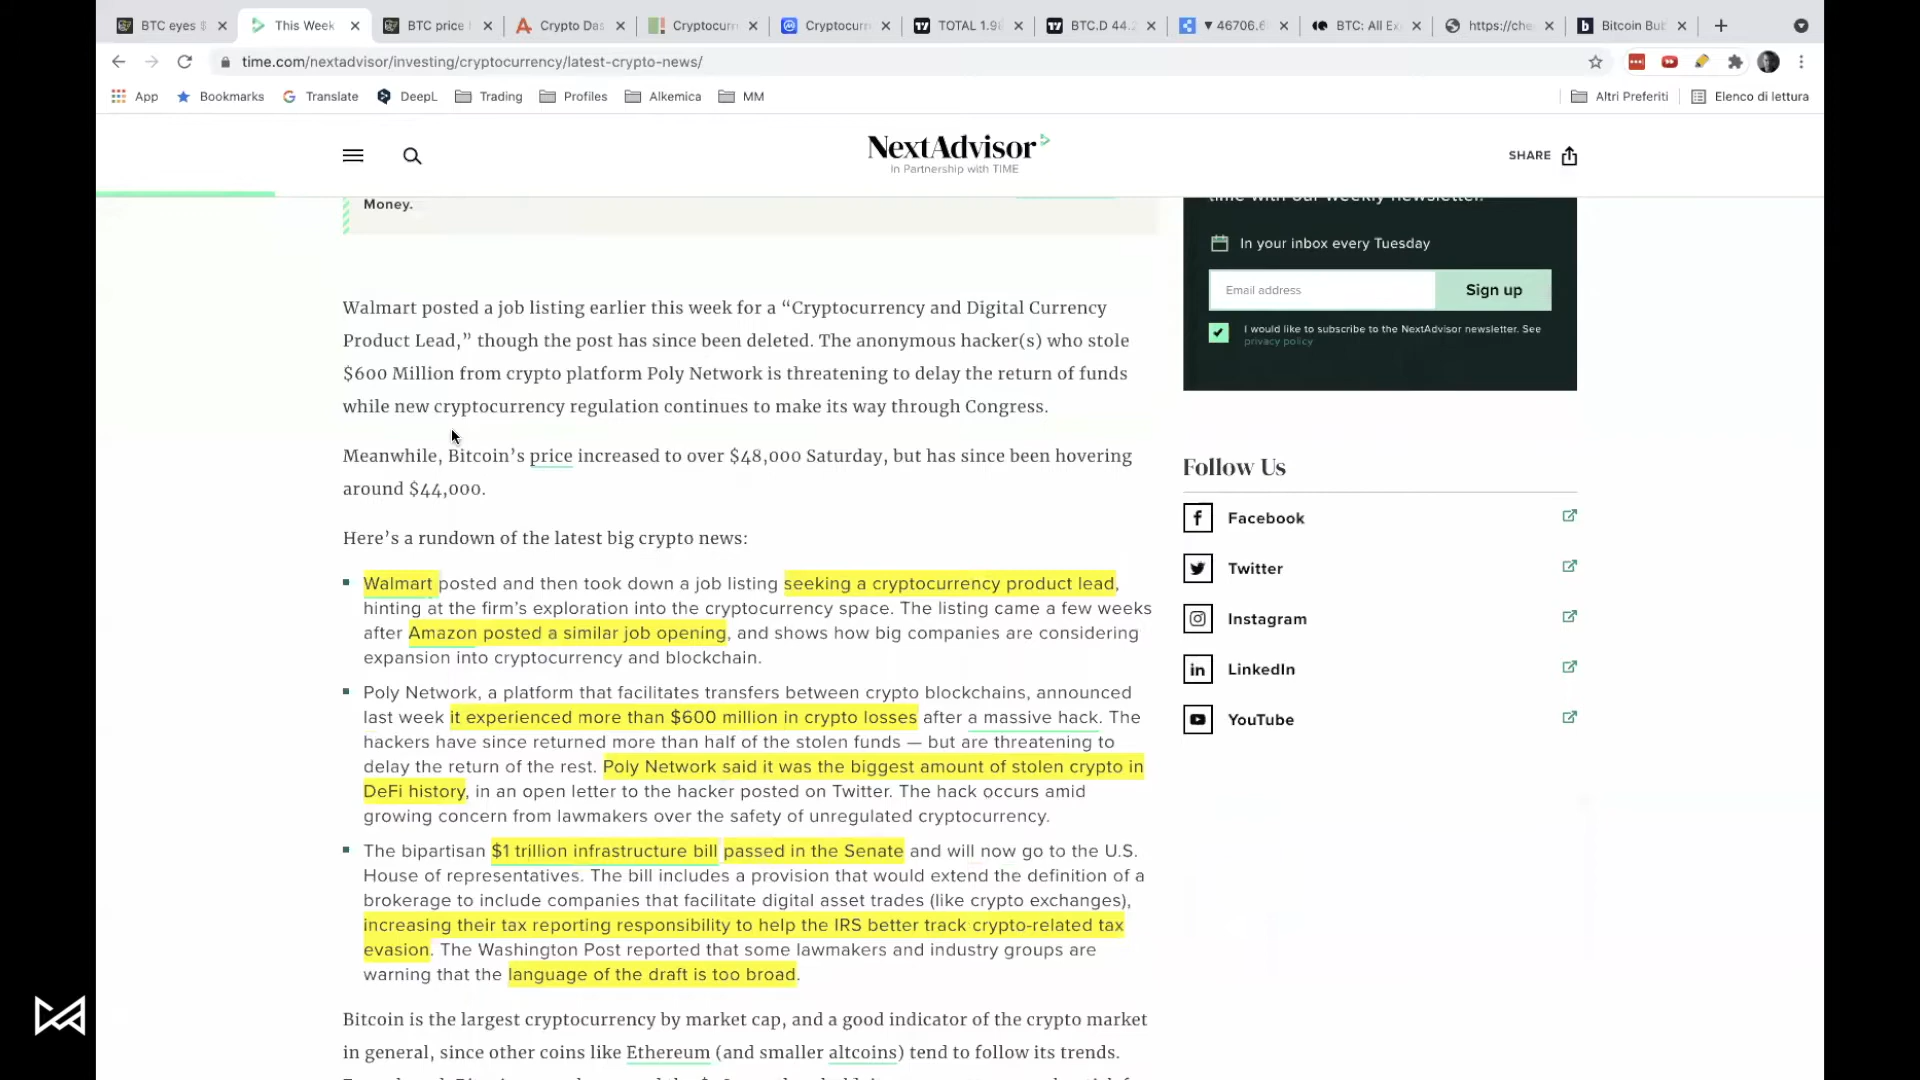 BTC eyes $
This Week
BTC price
Crypto Das
Cryptocurr
Cryptocurr
TOTAL 1.98
BTC.D 44.2
▼ 46706.6
BTC: All Ex
https://che
Bitcoin Bub
time.com/nextadvisor/investing/cryptocurrency/latest-crypto-news/
App
Bookmarks
Translate
DeepL
Trading
Profiles
Alkemica
MM
Altri Preferiti
Elenco di lettura
NextAdvisor
In Partnership with TIME
SHARE
Money.
time with our weekly newsletter.
In your inbox every Tuesday
Email address
Sign up
I would like to subscribe to the NextAdvisor newsletter. See
privacy policy
Walmart posted a job listing earlier this week for a “Cryptocurrency and Digital Currency
Product Lead,” though the post has since been deleted. The anonymous hacker(s) who stole
$600 Million from crypto platform Poly Network is threatening to delay the return of funds
while new cryptocurrency regulation continues to make its way through Congress.
Meanwhile, Bitcoin’s price increased to over $48,000 Saturday, but has since been hovering
around $44,000.
Here’s a rundown of the latest big crypto news:
Walmart posted and then took down a job listing seeking a cryptocurrency product lead,
hinting at the firm’s exploration into the cryptocurrency space. The listing came a few weeks
after Amazon posted a similar job opening, and shows how big companies are considering
expansion into cryptocurrency and blockchain.
Poly Network, a platform that facilitates transfers between crypto blockchains, announced
last week it experienced more than $600 million in crypto losses after a massive hack. The
hackers have since returned more than half of the stolen funds — but are threatening to
delay the return of the rest. Poly Network said it was the biggest amount of stolen crypto in
DeFi history, in an open letter to the hacker posted on Twitter. The hack occurs amid
growing concern from lawmakers over the safety of unregulated cryptocurrency.
The bipartisan $1 trillion infrastructure bill passed in the Senate and will now go to the U.S.
House of representatives. The bill includes a provision that would extend the definition of a
brokerage to include companies that facilitate digital asset trades (like crypto exchanges),
increasing their tax reporting responsibility to help the IRS better track crypto-related tax
evasion. The Washington Post reported that some lawmakers and industry groups are
warning that the language of the draft is too broad.
Bitcoin is the largest cryptocurrency by market cap, and a good indicator of the crypto market
in general, since other coins like Ethereum (and smaller altcoins) tend to follow its trends.
Follow Us
Facebook
Twitter
Instagram
LinkedIn
YouTube